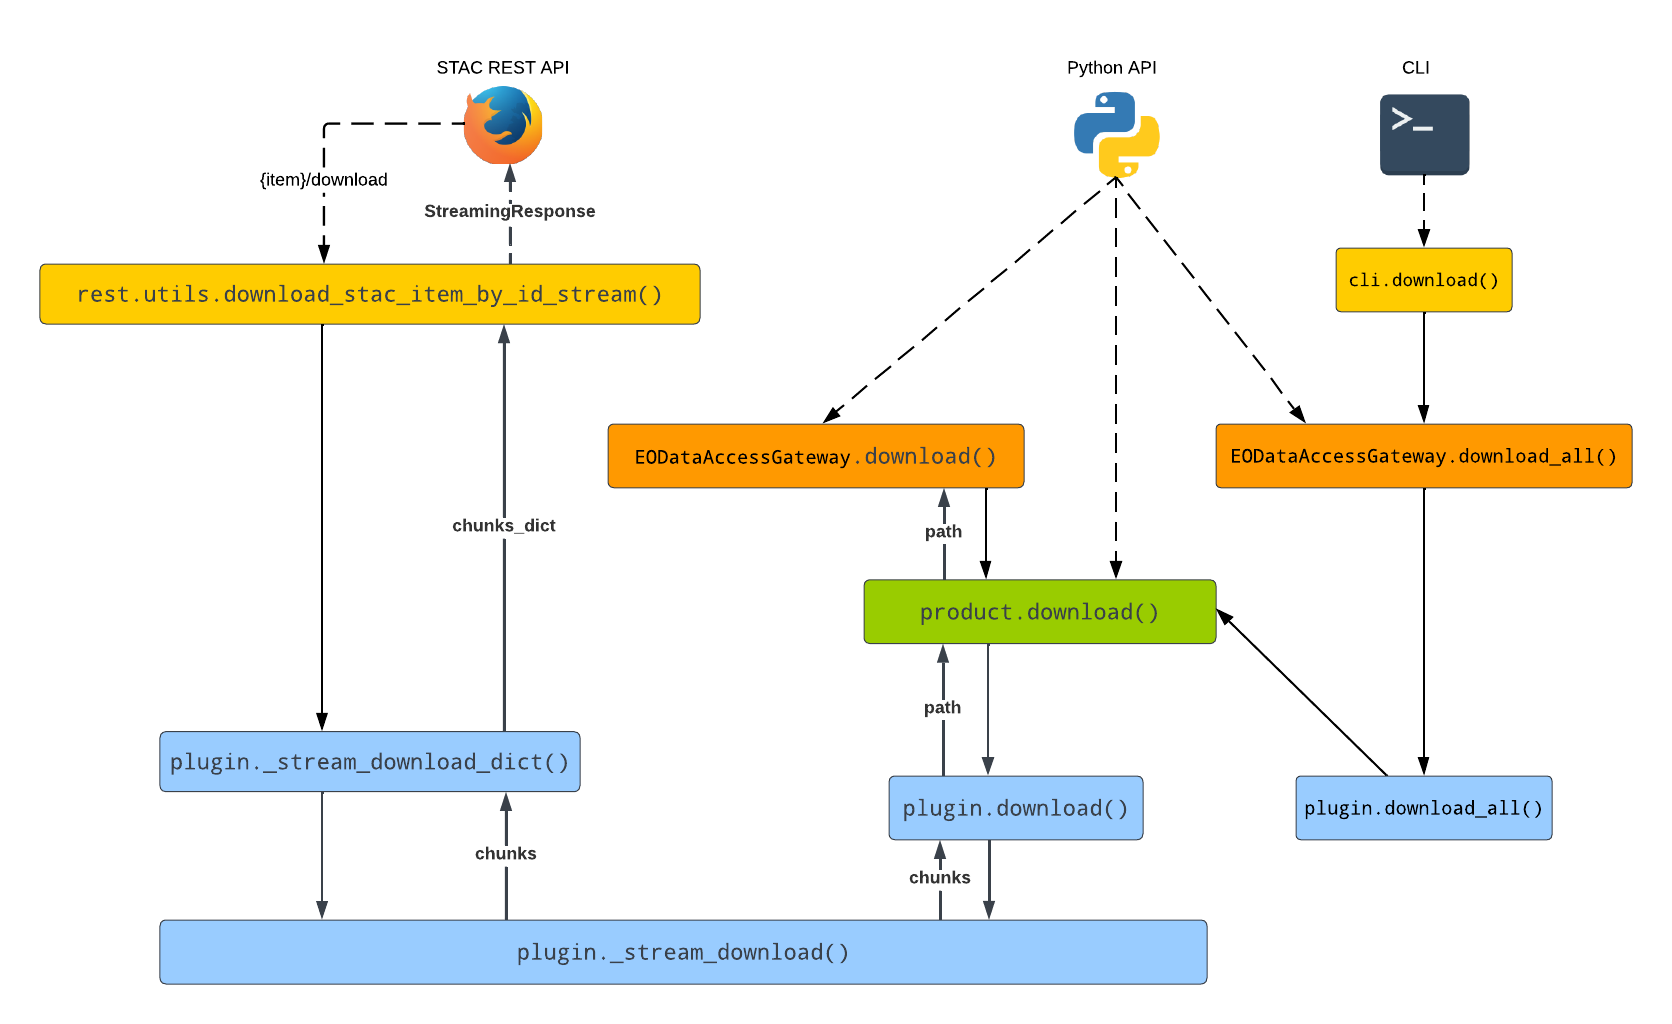 STAC REST API
Python API
CLI
>_
{item}/download
StreamingResponse
rest.utils.download_stac_item_by_id_stream()
cli.download()
EODataAccessGateway.download()
EODataAccessGateway.download_all()
chunks_dict
path
product.download()
path
plugin._stream_download_dict()
plugin.download()
plugin.download_all()
chunks
chunks
plugin._stream_download()